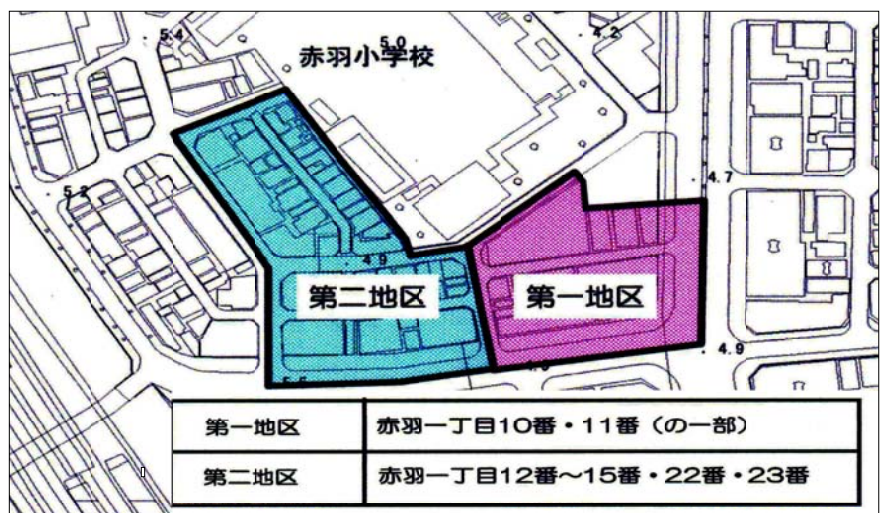 5.4
5.0
4.2
赤羽小学校
5.2
4.7
4.9
第二地区
第一地区
4.9
5.5
第一地区 赤羽一丁目10番・11番（の一部）
第二地区 赤羽一丁目12番～15番・22番・23番